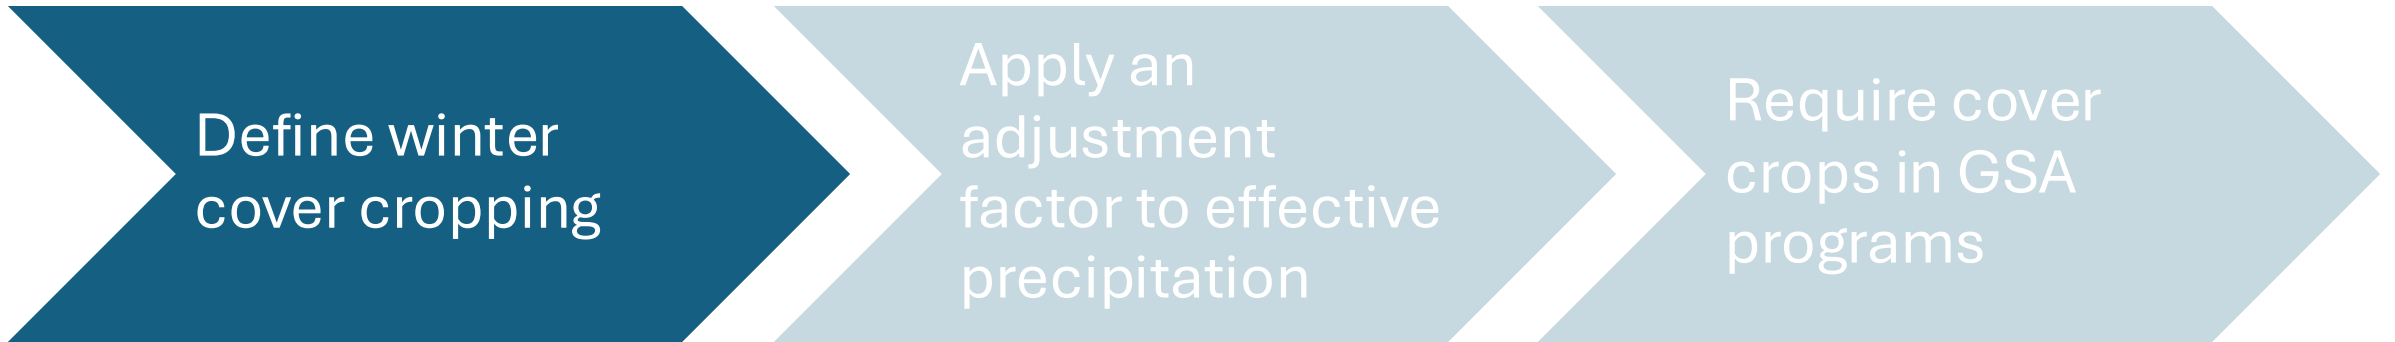 Define winter
cover cropping
Apply an
adjustment
factor to effective
precipitation
Require cover
crops in GSA
programs